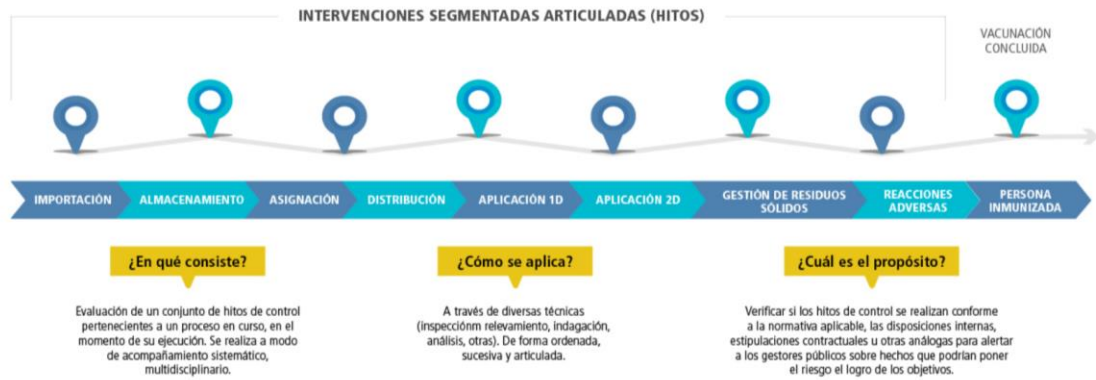 INTERVENCIONES SEGMENTADAS ARTICULADAS (HITOS)
VACUNACIÓN
CONCLUIDA
IMPORTACIÓN
ALMACENAMIENTO
ASIGNACIÓN
DISTRIBUCIÓN
APLICACIÓN 1D
APLICACIÓN 2D
GESTIÓN DE RESIDUOS
SÓLIDOS
REACCIONES
ADVERSAS
PERSONA
INMUNIZADA
¿En qué consiste?
Evaluación de un conjunto de hitos de control
pertenecientes a un proceso en curso, en el
momento de su ejecución. Se realiza a modo
de acompañamiento sistemático,
multidisciplinario.
¿Cómo se aplica?
A través de diversas técnicas
(inspecciónm relevamiento, indagación,
análisis, otras). De forma ordenada,
sucesiva y articulada.
¿Cuál es el propósito?
Verificar si los hitos de control se realizan conforme
a la normativa aplicable, las disposiciones internas,
estipulaciones contractuales u otras análogas para alertar
a los gestores públicos sobre hechos que podrían poner
el riesgo el logro de los objetivos.